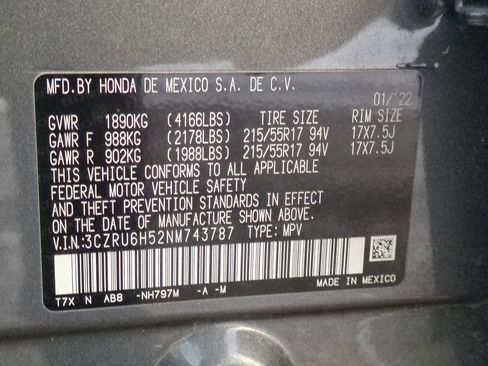 MFD.BY HONDA DE MEXICO S.A. DE C.V.
01/'22
GVWR 1890KG (4166LBS) TIRE SIZE RIM SIZE
GAWR F 988KG (2178LBS) 215/55R17 94V 17X7.5J
GAWR R 902KG (1988LBS) 215/55R17 94V 17X7.5J
THIS VEHICLE CONFORMS TO ALL APPLICABLE
FEDERAL MOTOR VEHICLE SAFETY
AND THEFT PREVENTION STANDARDS IN EFFECT
ON THE DATE OF MANUFACTURE SHOWN ABOVE.
V.I.N:3CZRU6H52NM743787 TYPE: MPV
T7X N AB8 -NH797M -A -M
MADE IN MEXICO